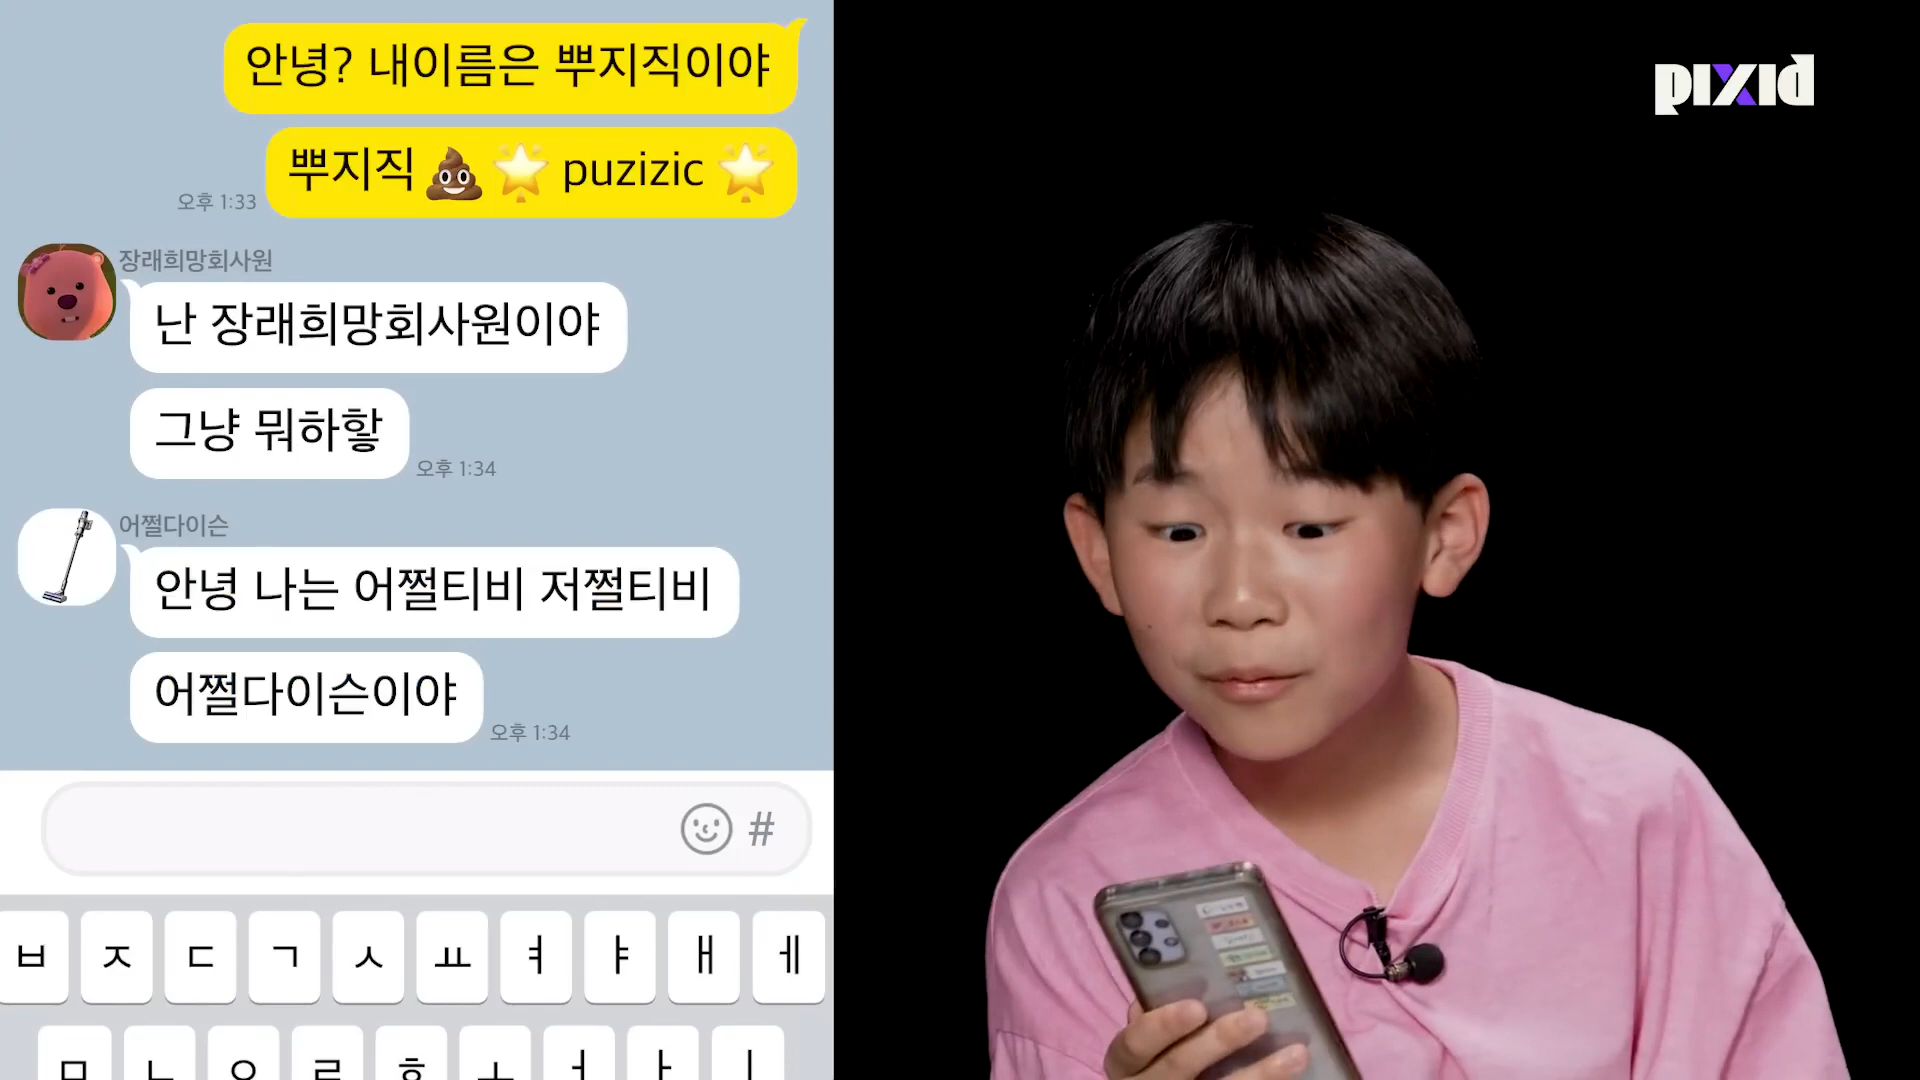 안녕? 내이름은 뿌지직이야
뿌지직💩🌟 puzizic 🌟
오후 1:33
장래희망회사원
난 장래희망회사원이야
그냥 뭐하핳
오후 1:34
어쩔다이슨
안녕 나는 어쩔티비 저쩔티비
어쩔다이슨이야
오후 1:34
#
ㅂ ㅈ ㄷ ㄱ ㅅ ㅛ ㅕ ㅑ ㅐ ㅔ
ㅁ ㄴ ㅇ ㄹ ㅎ ㅗ ㅓ ㅏ ㅣ
pixid